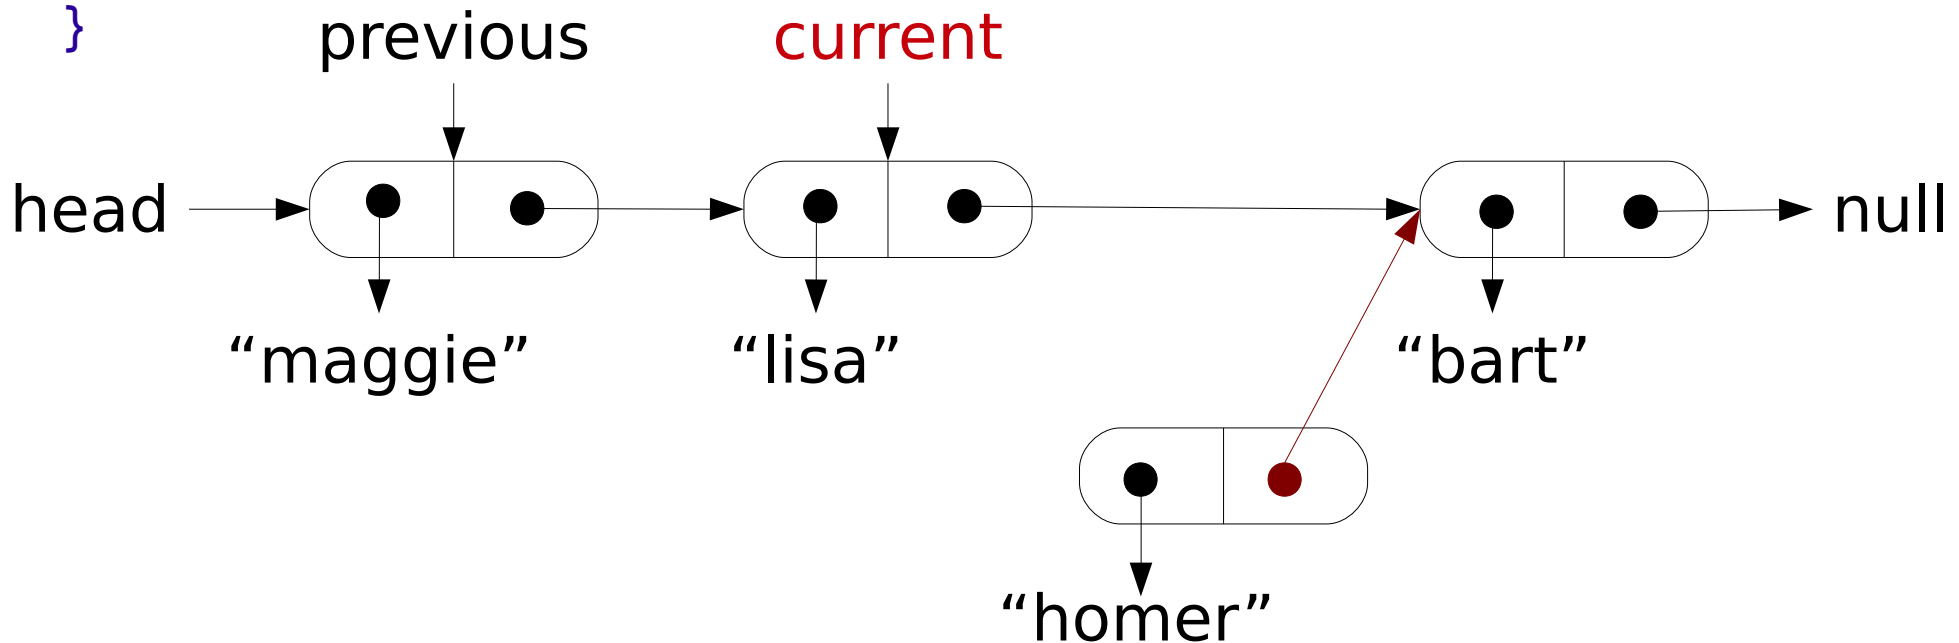 }
previous current
head null
“maggie” “lisa” “bart”
“homer”